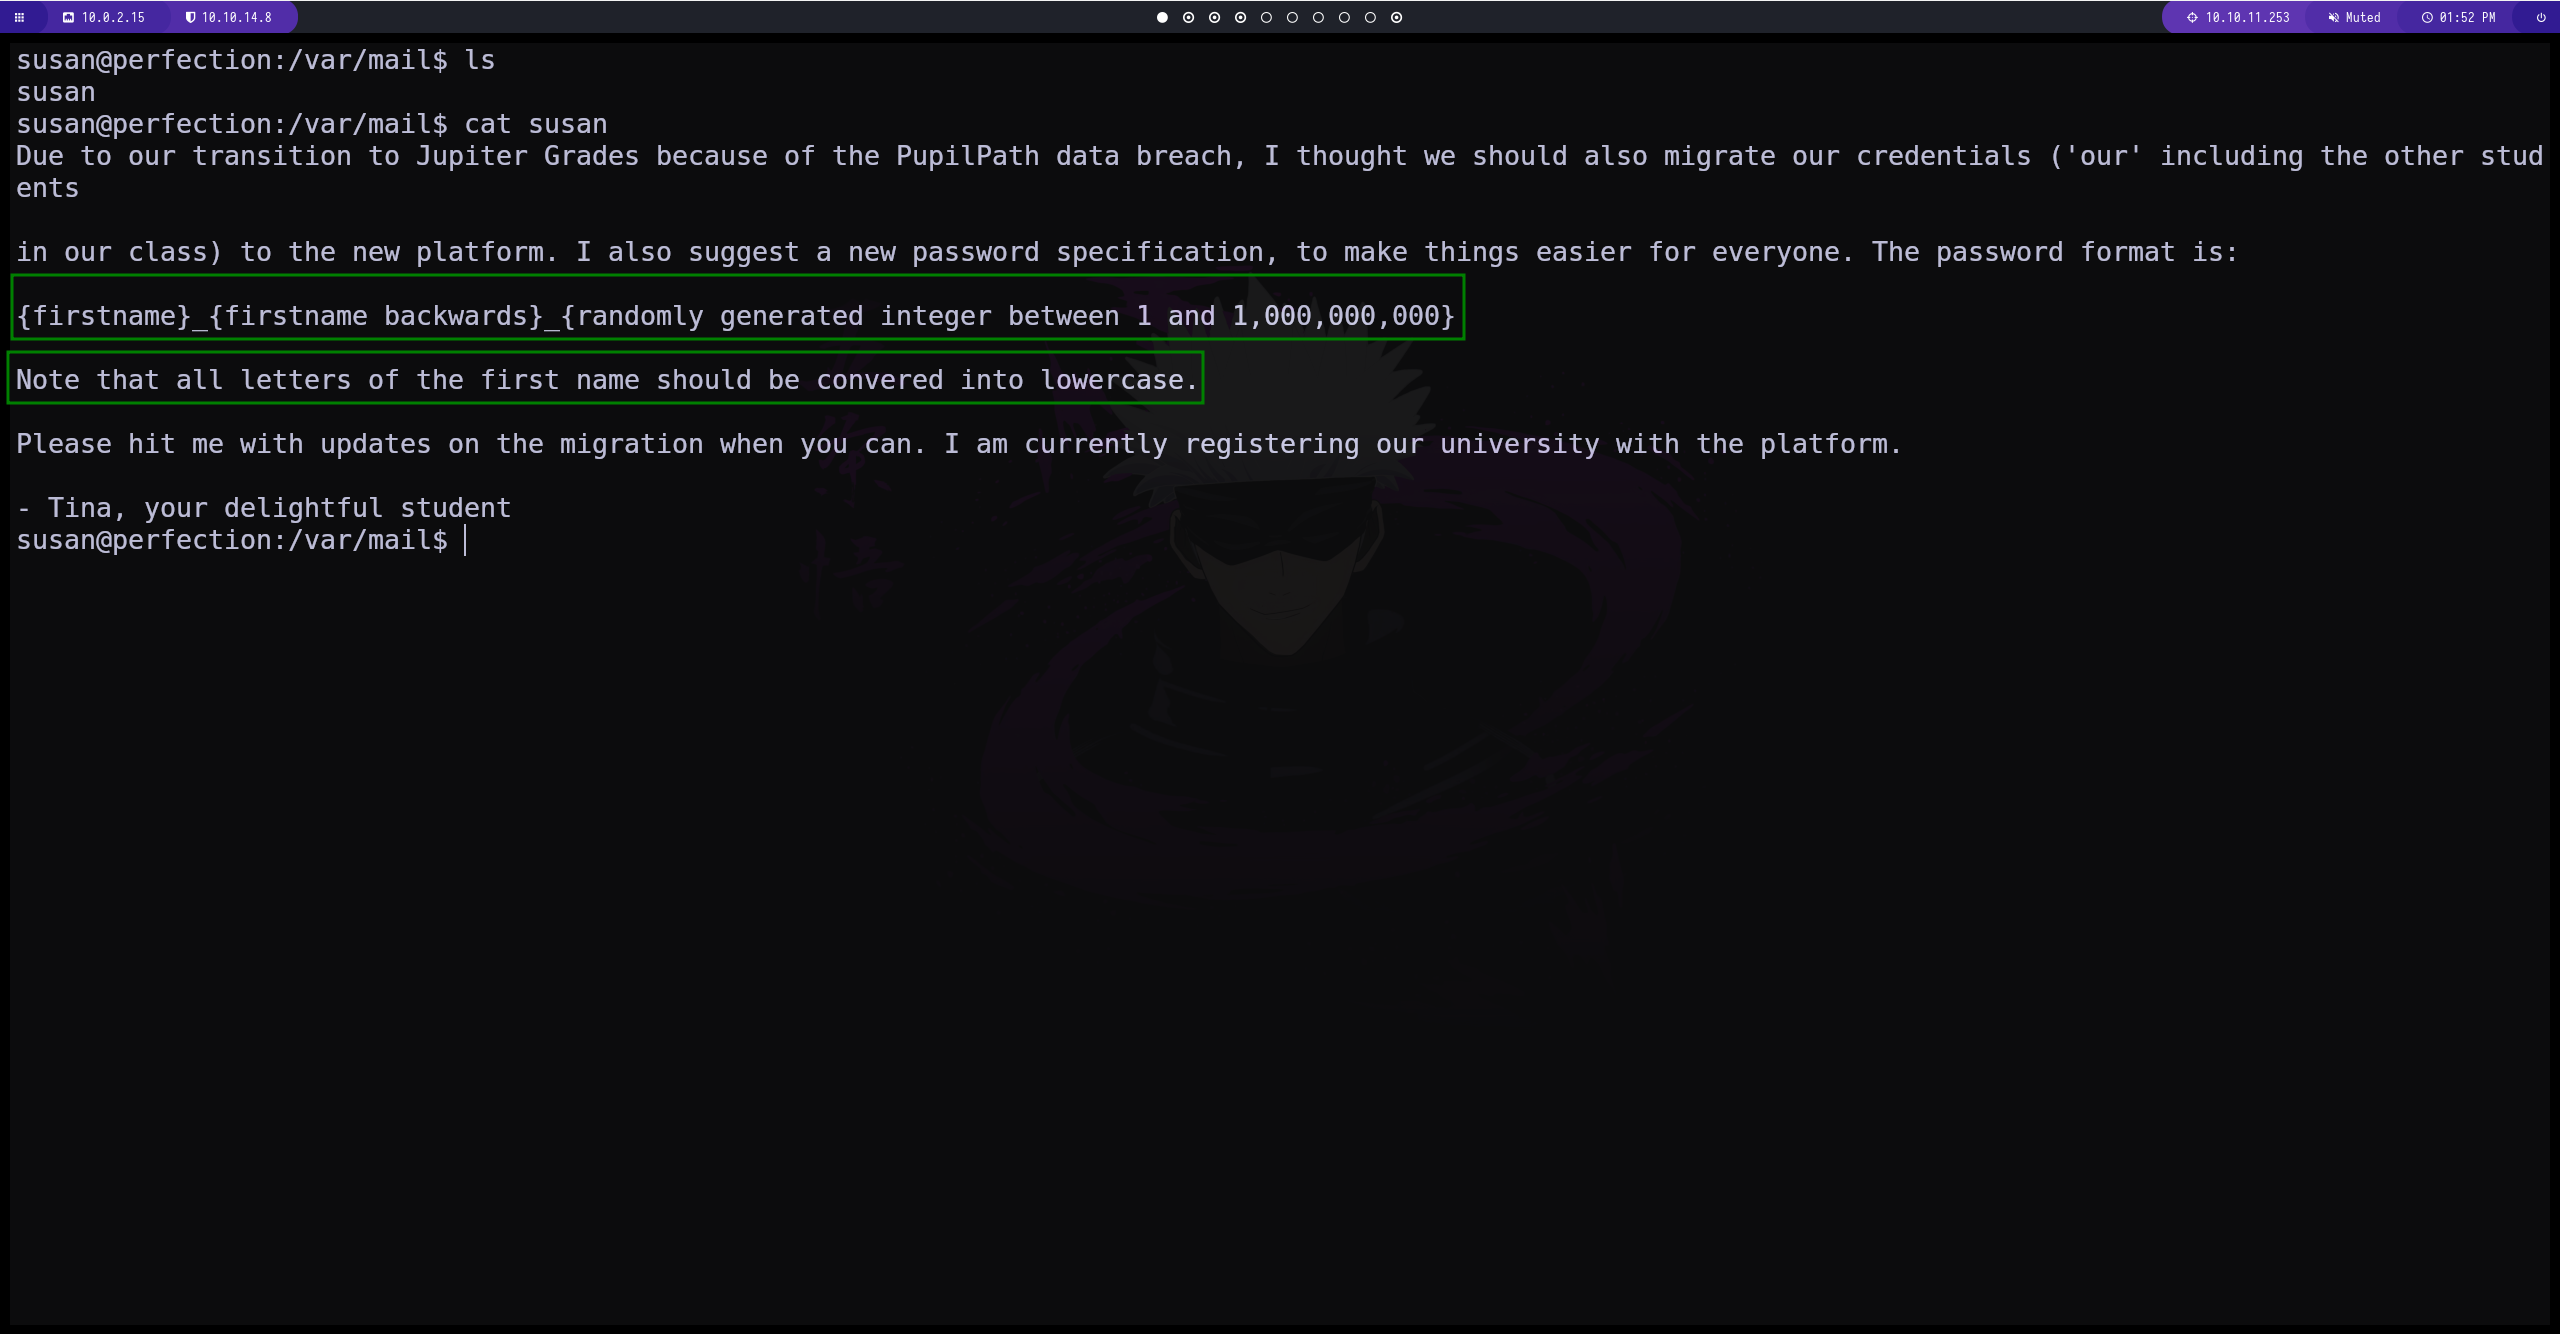 10.0.2.15 10.10.14.8 10.10.11.253 Muted 01:52 PM
susan@perfection:/var/mail$ ls
susan
susan@perfection:/var/mail$ cat susan
Due to our transition to Jupiter Grades because of the PupilPath data breach, I thought we should also migrate our credentials ('our' including the other stud
ents
in our class) to the new platform. I also suggest a new password specification, to make things easier for everyone. The password format is:
{firstname}_{firstname backwards}_{randomly generated integer between 1 and 1,000,000,000}
Note that all letters of the first name should be convered into lowercase.
Please hit me with updates on the migration when you can. I am currently registering our university with the platform.
- Tina, your delightful student
susan@perfection:/var/mail$